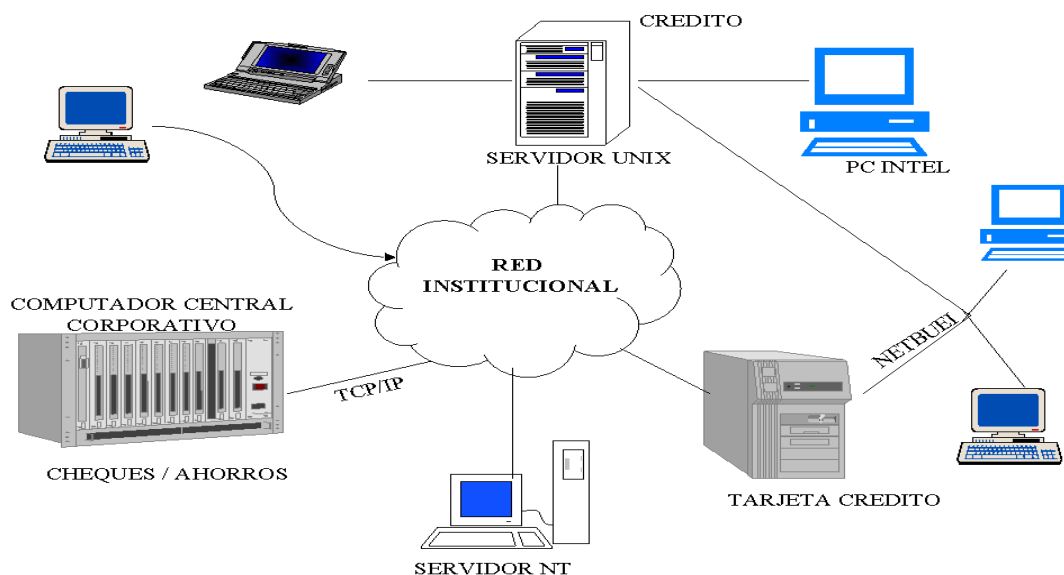 CREDITO
SERVIDOR UNIX
PC INTEL
RED
INSTITUCIONAL
COMPUTADOR CENTRAL
CORPORATIVO
TCP/IP
NETBUEI
CHEQUES / AHORROS
TARJETA CREDITO
SERVIDOR NT